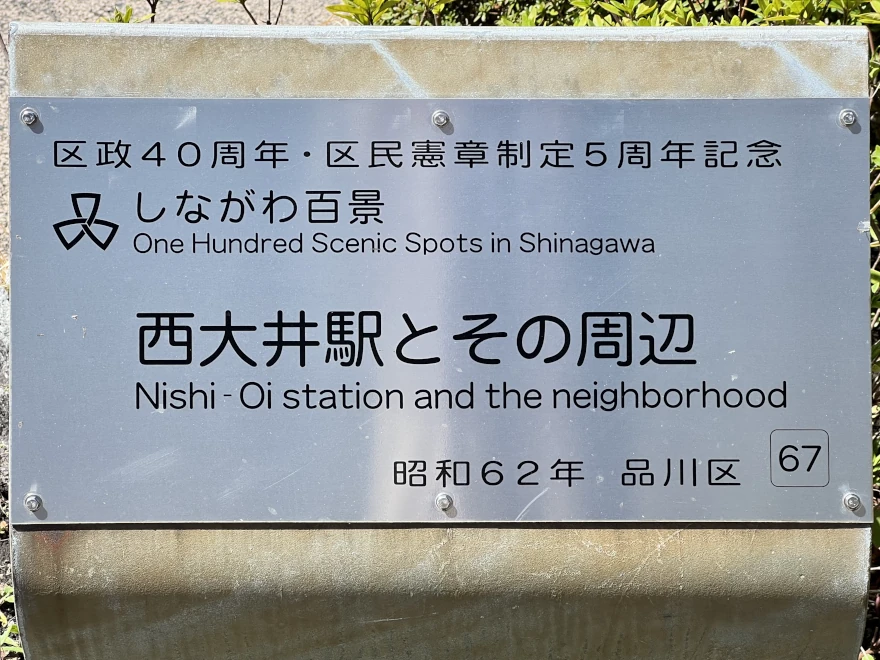 区政40周年・区民憲章制定5周年記念
しながわ百景
One Hundred Scenic Spots in Shinagawa
西大井駅とその周辺
Nishi-Oi station and the neighborhood
昭和62年 品川区 67